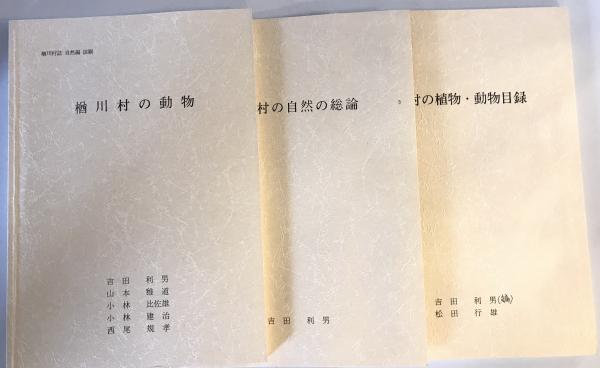 楢川村誌 自然編 別刷
楢川村の動物
吉田 利男
山本 雅道
小林 比佐雄
小林 建治
西尾 規孝
村の自然の総論
吉田 利男
村の植物・動物目録
吉田 利男(編)
松田 行雄